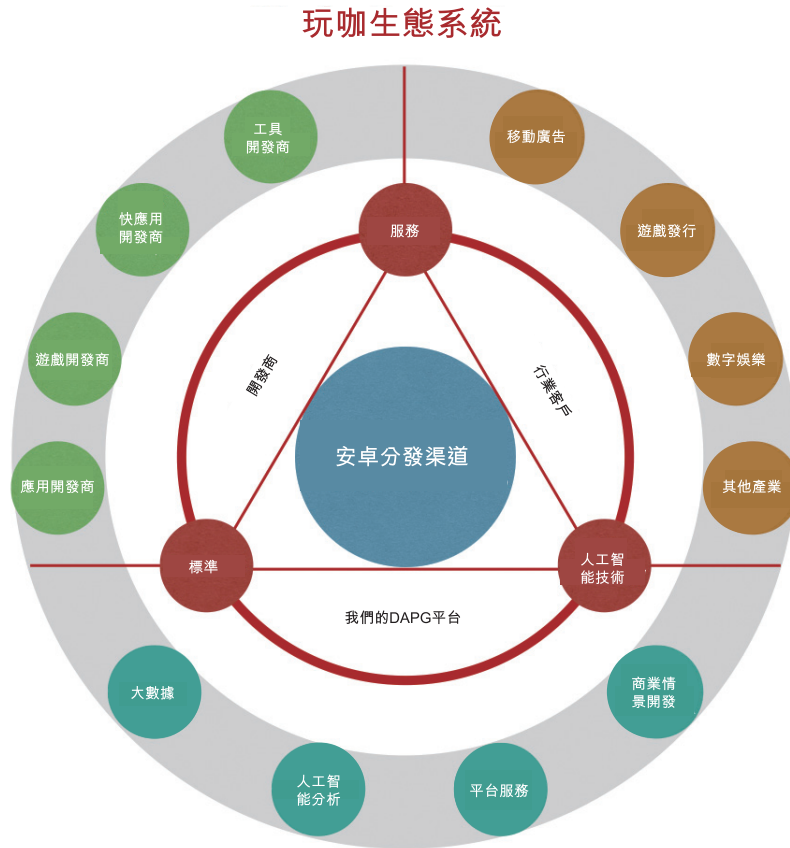 玩咖生態系統
工具
開發商
移動廣告
快應用
開發商
服務
遊戲發行
遊戲開發商
開發商
行業客戶
數字娛樂
安卓分發渠道
應用開發商
其他產業
標準
人工智
能技術
我們的DAPG平台
大數據
商業情
景開發
人工智
能分析
平台服務